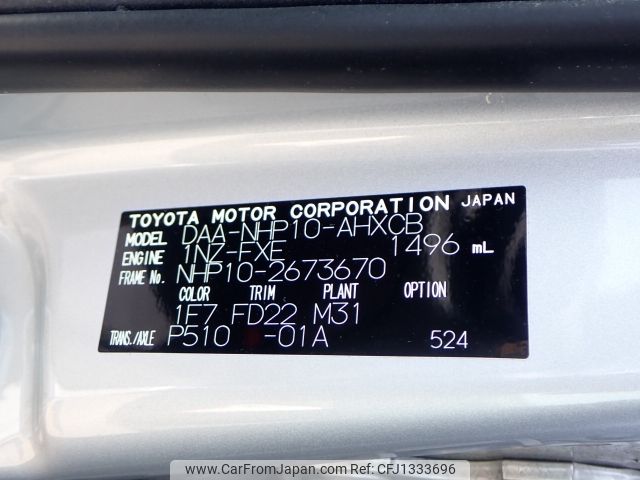 TOYOTA MOTOR CORPORATION JAPAN
MODEL DAA-NHP10-AHXCB
ENGINE 1NZ-FXE 1496 mL
FRAME No. NHP10-2673670
COLOR TRIM PLANT OPTION
1F7 FD22 M31
TRANS./AXLE P510 -01A 524
www.CarFromJapan.com CFJ1333696